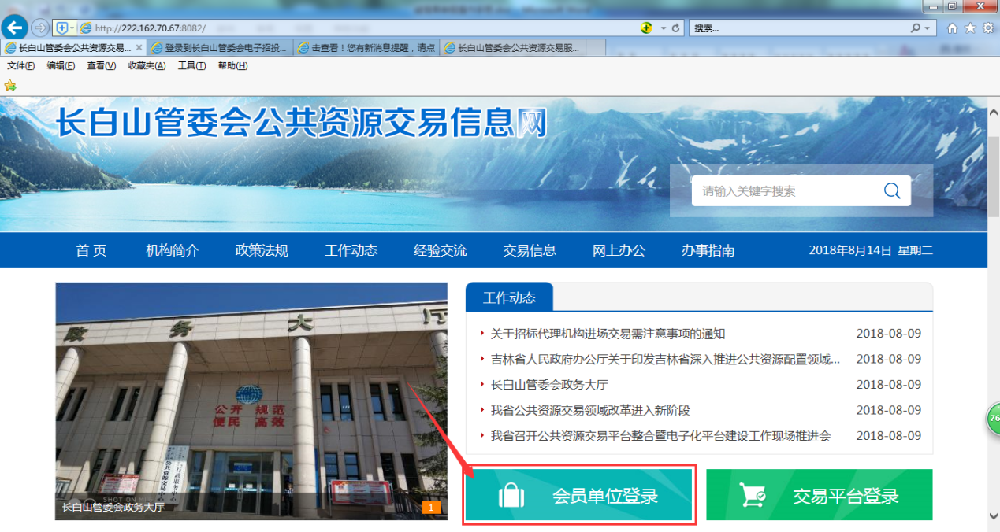 http://222.162.70.67:8082/
搜索...
长白山管委会公共资源交易...
登录到长白山管委会电子招投...
击查看！您有新消息提醒，请点
长白山管委会公共资源交易服...
文件(F) 编辑(E) 查看(V) 收藏夹(A) 工具(T) 帮助(H)
长白山管委会公共资源交易信息网
请输入关键字搜索
首 页 机构简介 政策法规 工作动态 经验交流 交易信息 网上办公 办事指南 2018年8月14日 星期二
政务大厅
公开 规范
便民 高效
SHOT ON MI
长白山管委会政务大厅
1
工作动态
关于招标代理机构进场交易需注意事项的通知 2018-08-09
吉林省人民政府办公厅关于印发吉林省深入推进公共资源配置领域... 2018-08-09
长白山管委会政务大厅 2018-08-09
我省公共资源交易领域改革进入新阶段 2018-08-09
我省召开公共资源交易平台整合暨电子化平台建设工作现场推进会 2018-08-09
76
会员单位登录
交易平台登录